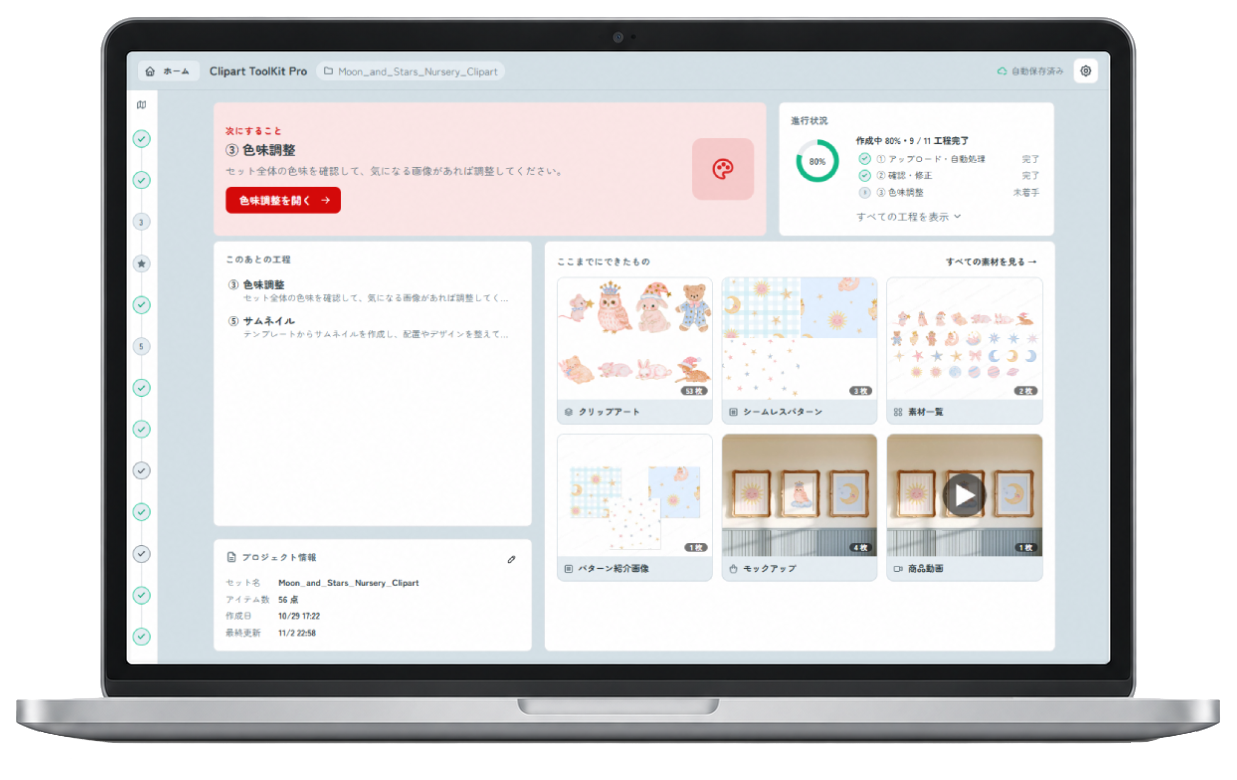 ホーム
Clipart ToolKit Pro
Moon_and_Stars_Nursery_Clipart
自動保存済み
次にすること
③ 色味調整
セット全体の色味を確認して、気になる画像があれば調整してください。
色味調整を開く →
進行状況
80%
作成中 80%・9 / 11 工程完了
① アップロード・自動処理 完了
② 確認・修正 完了
3 ③ 色味調整 未着手
すべての工程を表示
3
5
このあとの工程
③ 色味調整
セット全体の色味を確認して、気になる画像があれば調整してく...
⑤ サムネイル
テンプレートからサムネイルを作成し、配置やデザインを整えて...
プロジェクト情報
セット名 Moon_and_Stars_Nursery_Clipart
アイテム数 56 点
作成日 10/29 17:22
最終更新 11/2 22:58
ここまでにできたもの
すべての素材を見る →
53 枚
クリップアート
3 枚
シームレスパターン
2 枚
素材一覧
1 枚
パターン紹介画像
4 枚
モックアップ
1 枚
商品動画